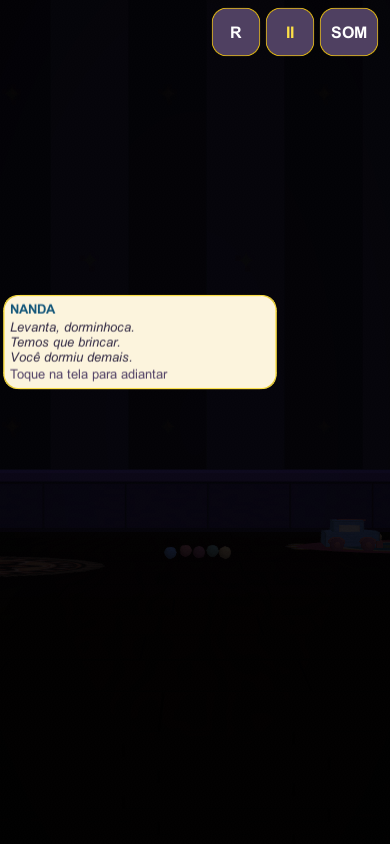 R II SOM
NANDA
Levanta, dorminhoca.
Temos que brincar.
Você dormiu demais.
Toque na tela para adiantar